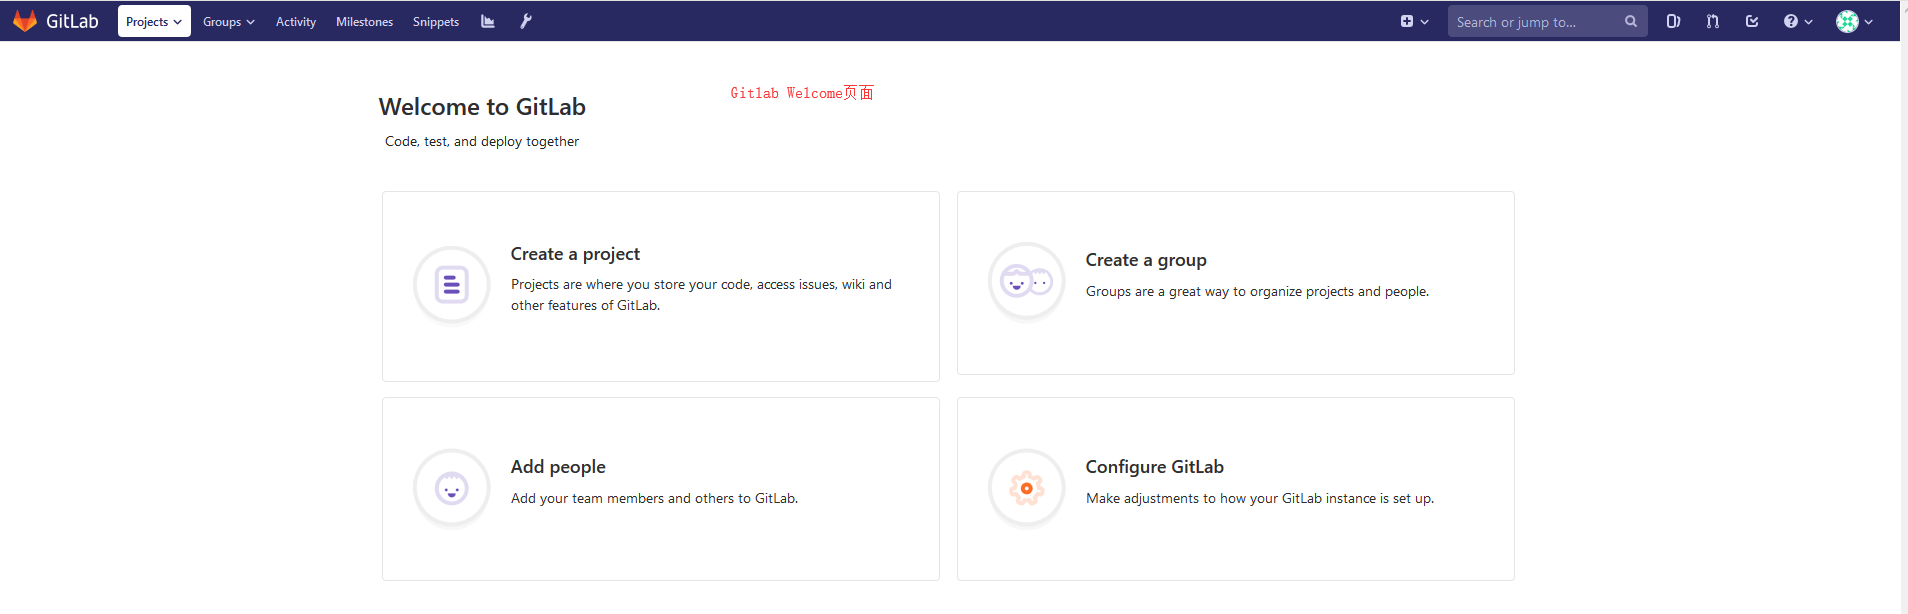 GitLab Projects Groups Activity Milestones Snippets Search or jump to...
Gitlab Welcome页面
Welcome to GitLab
Code, test, and deploy together
Create a project
Projects are where you store your code, access issues, wiki and
other features of GitLab.
Create a group
Groups are a great way to organize projects and people.
Add people
Add your team members and others to GitLab.
Configure GitLab
Make adjustments to how your GitLab instance is set up.